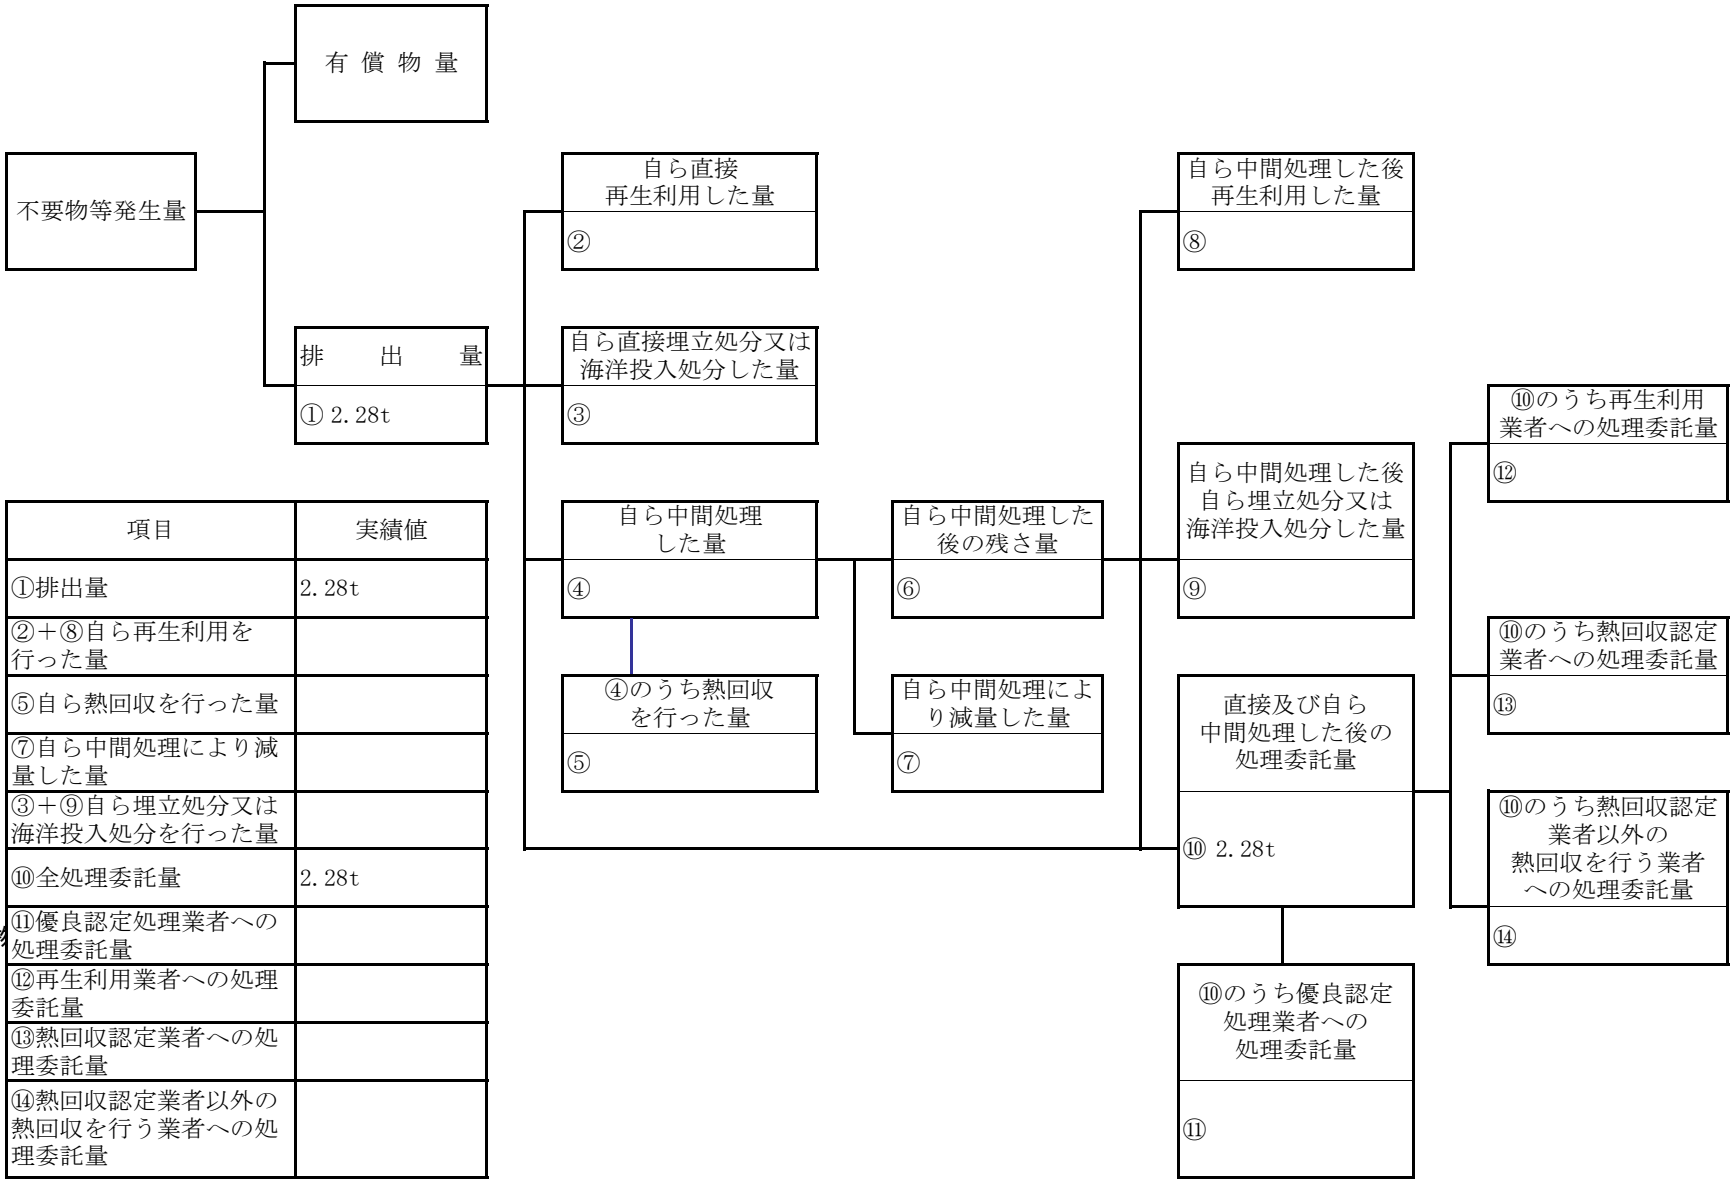 有償物量
不要物等発生量
自ら直接
再生利用した量
②
自ら中間処理した後
再生利用した量
⑧
排出量
① 2.28t
自ら直接埋立処分又は
海洋投入処分した量
③
⑩のうち再生利用
業者への処理委託量
⑫
自ら中間処理
した量
④
自ら中間処理した
後の残さ量
⑥
自ら中間処理した後
自ら埋立処分又は
海洋投入処分した量
⑨
⑩のうち熱回収認定
業者への処理委託量
⑬
④のうち熱回収
を行った量
⑤
自ら中間処理によ
り減量した量
⑦
直接及び自ら
中間処理した後の
処理委託量
⑩ 2.28t
⑩のうち熱回収認定
業者以外の
熱回収を行う業者
への処理委託量
⑭
⑩のうち優良認定
処理業者への
処理委託量
⑪
項目 実績値
①排出量 2.28t
②＋⑧自ら再生利用を
行った量
⑤自ら熱回収を行った量
⑦自ら中間処理により減
量した量
③＋⑨自ら埋立処分又は
海洋投入処分を行った量
⑩全処理委託量 2.28t
⑪優良認定処理業者への
処理委託量
⑫再生利用業者への処理
委託量
⑬熱回収認定業者への処
理委託量
⑭熱回収認定業者以外の
熱回収を行う業者への処
理委託量